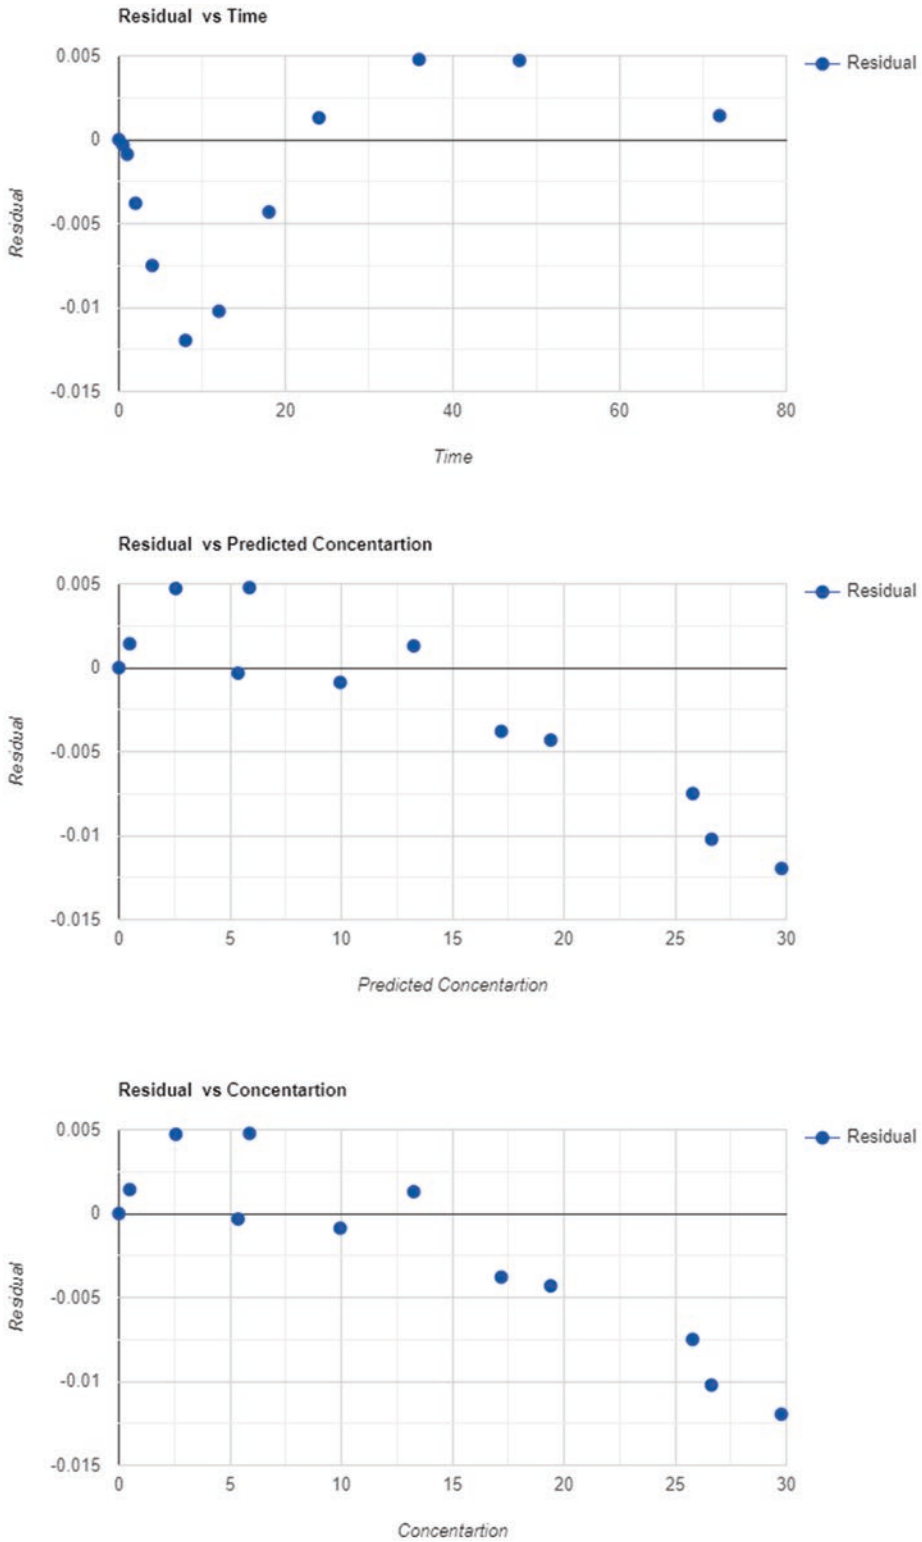 Residual vs Time
0.005
0
-0.005
-0.01
-0.015
Residual
0 20 40 60 80
Time
Residual
Residual vs Predicted Concentartion
0.005
0
-0.005
-0.01
-0.015
Residual
0 5 10 15 20 25 30
Predicted Concentartion
Residual
Residual vs Concentartion
0.005
0
-0.005
-0.01
-0.015
Residual
0 5 10 15 20 25 30
Concentartion
Residual